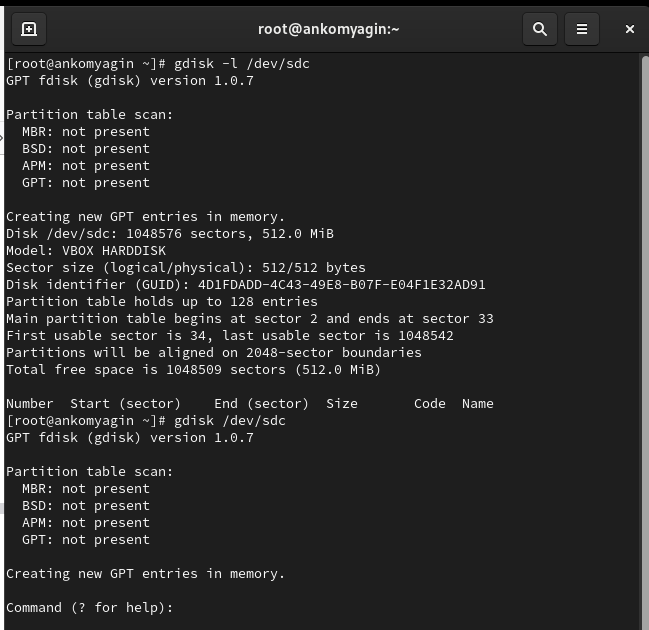 root@ankomyagin:~
[root@ankomyagin ~]# gdisk -l /dev/sdc
GPT fdisk (gdisk) version 1.0.7
Partition table scan:
MBR: not present
BSD: not present
APM: not present
GPT: not present
Creating new GPT entries in memory.
Disk /dev/sdc: 1048576 sectors, 512.0 MiB
Model: VBOX HARDDISK
Sector size (logical/physical): 512/512 bytes
Disk identifier (GUID): 4D1FDADD-4C43-49E8-B07F-E04F1E32AD91
Partition table holds up to 128 entries
Main partition table begins at sector 2 and ends at sector 33
First usable sector is 34, last usable sector is 1048542
Partitions will be aligned on 2048-sector boundaries
Total free space is 1048509 sectors (512.0 MiB)
Number  Start (sector)    End (sector)  Size       Code  Name
[root@ankomyagin ~]# gdisk /dev/sdc
GPT fdisk (gdisk) version 1.0.7
Partition table scan:
MBR: not present
BSD: not present
APM: not present
GPT: not present
Creating new GPT entries in memory.
Command (? for help):